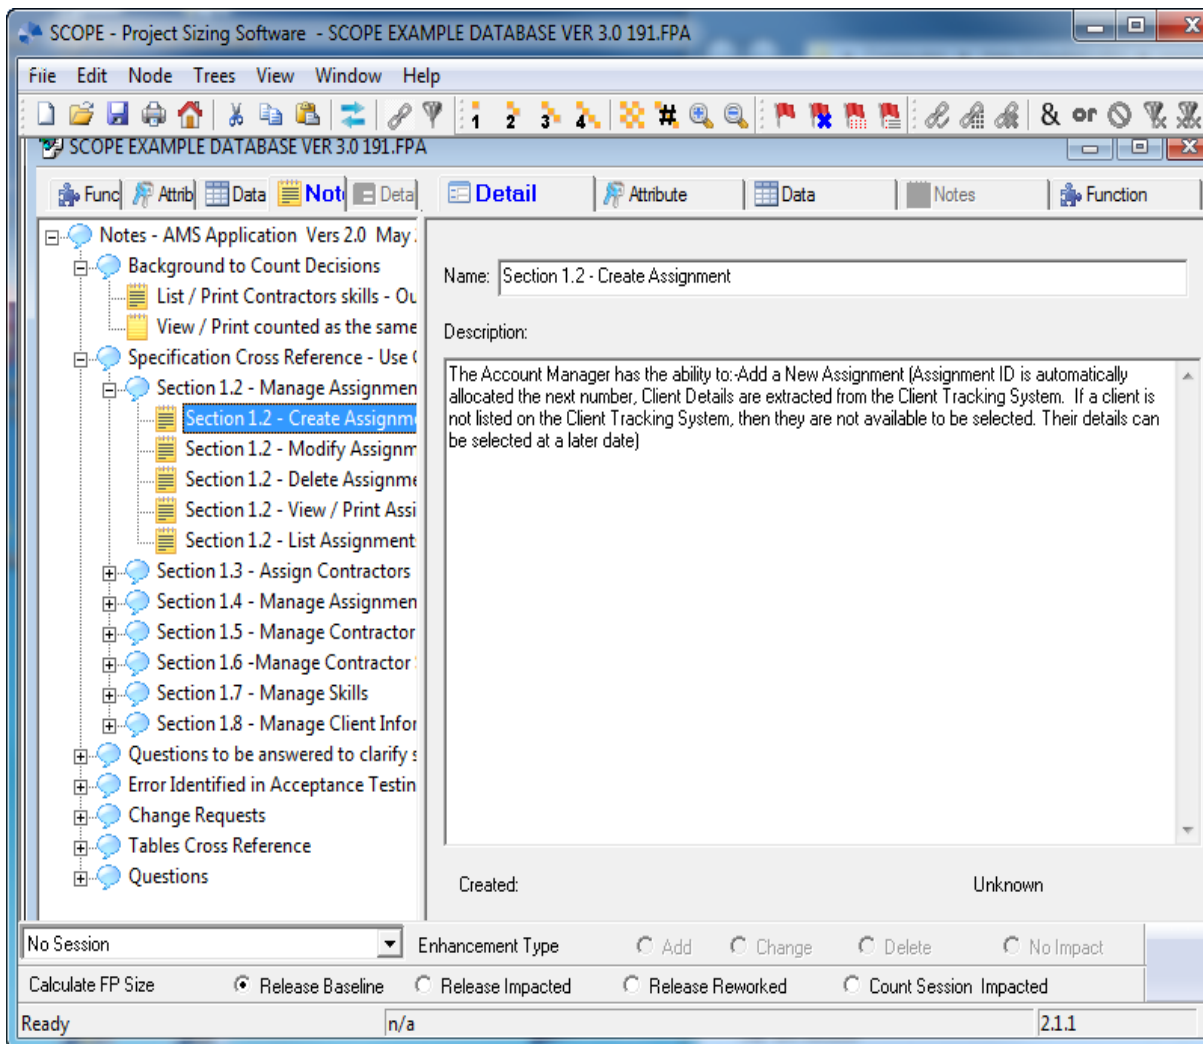 SCOPE - Project Sizing Software - SCOPE EXAMPLE DATABASE VER 3.0 191.FPA
File Edit Node Trees View Window Help
1 2 3 4 # & or
SCOPE EXAMPLE DATABASE VER 3.0 191.FPA
Func Attrib Data Not Detai Detail Attribute Data Notes Function
Notes - AMS Application Vers 2.0 May
Background to Count Decisions
List / Print Contractors skills - Ou
View / Print counted as the same
Specification Cross Reference - Use
Section 1.2 - Manage Assignmen
Section 1.2 - Create Assignm
Section 1.2 - Modify Assignm
Section 1.2 - Delete Assignme
Section 1.2 - View / Print Assi
Section 1.2 - List Assignment
Section 1.3 - Assign Contractors
Section 1.4 - Manage Assignmen
Section 1.5 - Manage Contractor
Section 1.6 -Manage Contractor
Section 1.7 - Manage Skills
Section 1.8 - Manage Client Infor
Questions to be answered to clarify s
Error Identified in Acceptance Testin
Change Requests
Tables Cross Reference
Questions
Name: Section 1.2 - Create Assignment
Description:
The Account Manager has the ability to:-Add a New Assignment (Assignment ID is automatically
allocated the next number, Client Details are extracted from the Client Tracking System. If a client is
not listed on the Client Tracking System, then they are not available to be selected. Their details can
be selected at a later date)
Created: Unknown
No Session Enhancement Type Add Change Delete No Impact
Calculate FP Size Release Baseline Release Impacted Release Reworked Count Session Impacted
Ready n/a 2.1.1